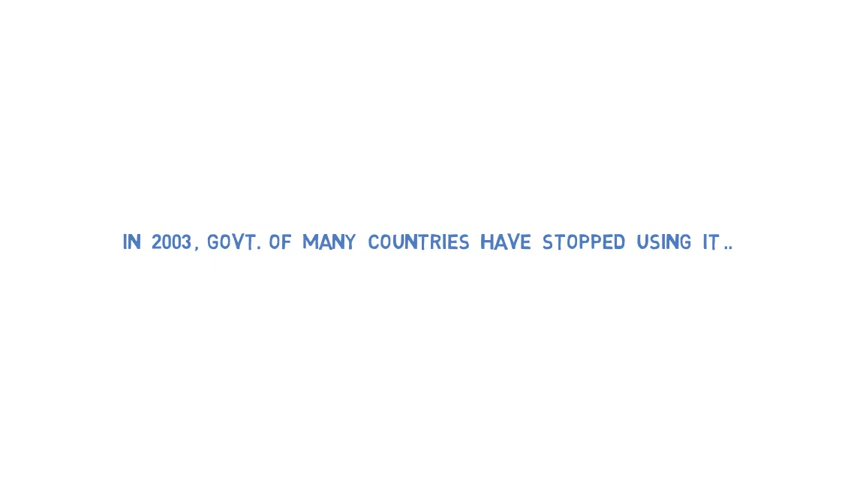 IN 2003, GOVT. OF MANY COUNTRIES HAVE STOPPED USING IT..